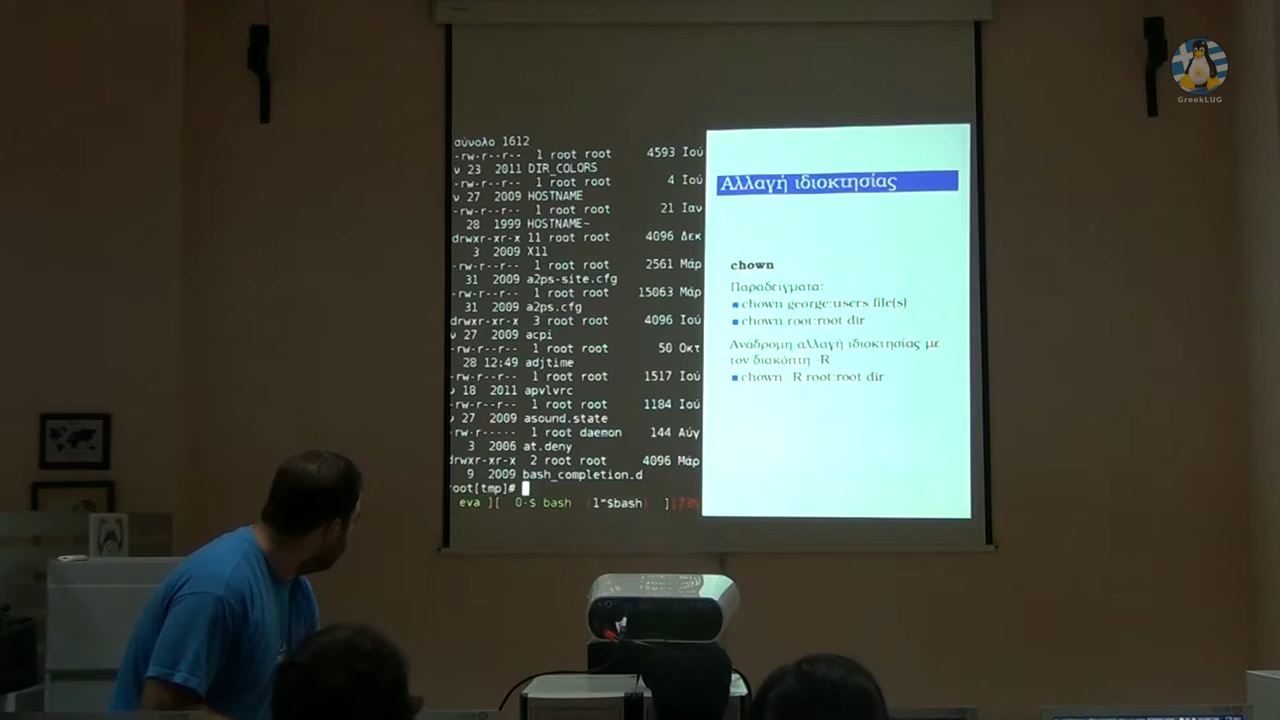 GreekLUG
σύνολο 1612
-rw-r--r-- 1 root root 4593 Ιού
ν 23 2011 DIR_COLORS
-rw-r--r-- 1 root root 4 Ιού
ν 27 2009 HOSTNAME
-rw-r--r-- 1 root root 21 Ιαν
28 1999 HOSTNAME~
drwxr-xr-x 11 root root 4096 Δεκ
3 2009 X11
-rw-r--r-- 1 root root 2561 Μάρ
31 2009 a2ps-site.cfg
-rw-r--r-- 1 root root 15063 Μάρ
31 2009 a2ps.cfg
drwxr-xr-x 3 root root 4096 Ιού
ν 27 2009 acpi
-rw-r--r-- 1 root root 50 Οκτ
28 12:49 adjtime
-rw-r--r-- 1 root root 1517 Ιού
ν 18 2011 apvlvrc
-rw-r--r-- 1 root root 1184 Ιού
ν 27 2009 asound.state
-rw-r----- 1 root daemon 144 Αύγ
3 2006 at.deny
drwxr-xr-x 2 root root 4096 Μάρ
9 2009 bash_completion.d
root[tmp]#
eva ][ 0-$ bash (1*$bash) ][73%
Αλλαγή ιδιοκτησίας
chown
Παραδείγματα:
chown george:users file(s)
chown root:root dir
Ανάδρομη αλλαγή ιδιοκτησίας με
τον διακόπτη -R
chown -R root:root dir